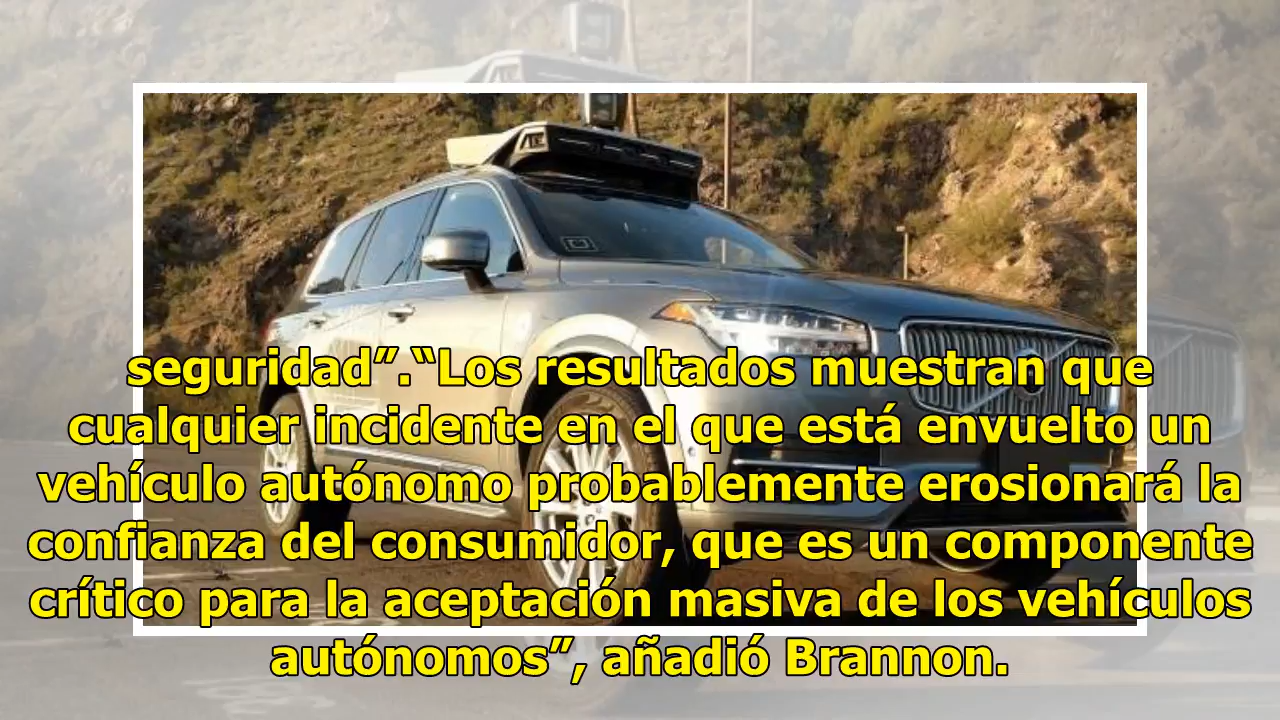 seguridad”.“Los resultados muestran que
cualquier incidente en el que está envuelto un
vehículo autónomo probablemente erosionará la
confianza del consumidor, que es un componente
crítico para la aceptación masiva de los vehículos
autónomos”, añadió Brannon.